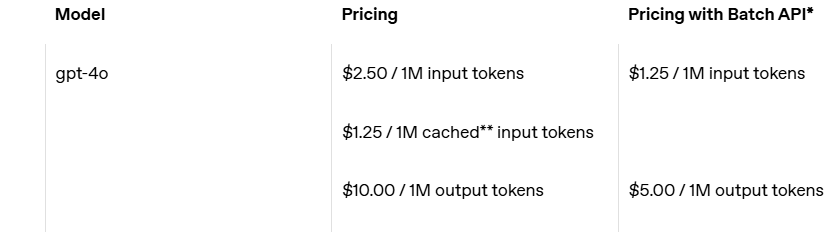 Model Pricing Pricing with Batch API*
gpt-4o $2.50 / 1M input tokens $1.25 / 1M input tokens
$1.25 / 1M cached** input tokens
$10.00 / 1M output tokens $5.00 / 1M output tokens